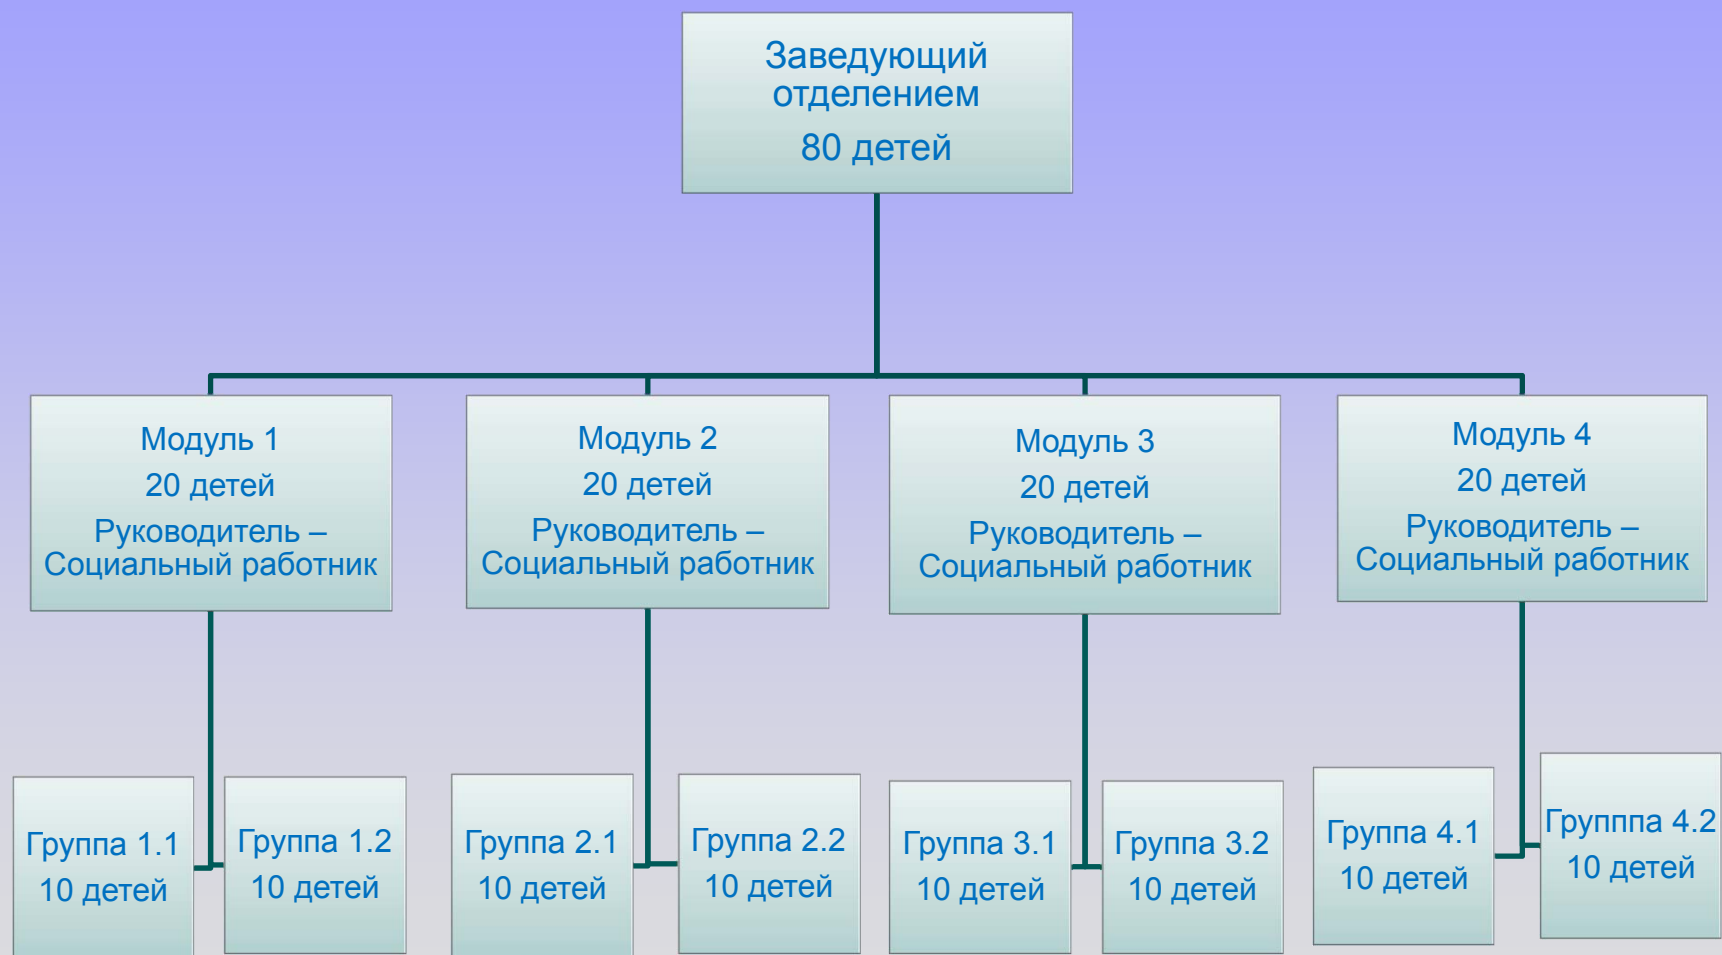 Заведующий
отделением
80 детей
Модуль 1
20 детей
Руководитель –
Социальный работник
Модуль 2
20 детей
Руководитель –
Социальный работник
Модуль 3
20 детей
Руководитель –
Социальный работник
Модуль 4
20 детей
Руководитель –
Социальный работник
Группа 1.1
10 детей
Группа 1.2
10 детей
Группа 2.1
10 детей
Группа 2.2
10 детей
Группа 3.1
10 детей
Группа 3.2
10 детей
Группа 4.1
10 детей
Групппа 4.2
10 детей